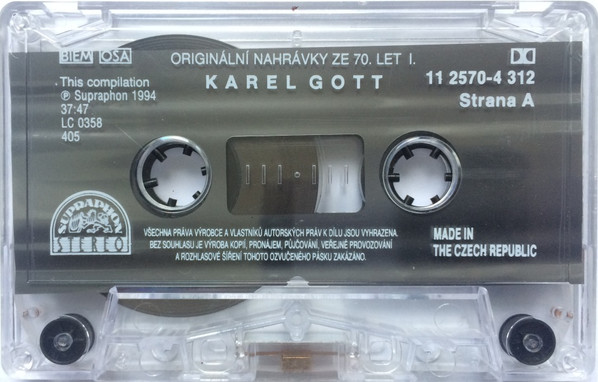 BIEM OSA
ORIGINÁLNÍ NAHRÁVKY ZE 70. LET I.
KAREL GOTT
11 2570-4 312
Strana A
This compilation
℗ Supraphon 1994
37:47
LC 0358
405
SUPRAPHON
STEREO
VŠECHNA PRÁVA VÝROBCE A VLASTNÍKŮ AUTORSKÝCH PRÁV K DÍLU JSOU VYHRAZENA.
BEZ SOUHLASU JE VÝROBA KOPIÍ, PRONÁJEM, PŮJČOVÁNÍ, VEŘEJNÉ PROVOZOVÁNÍ
A ROZHLASOVÉ ŠÍŘENÍ TOHOTO OZVUČENÉHO PÁSKU ZAKÁZÁNO.
MADE IN
THE CZECH REPUBLIC